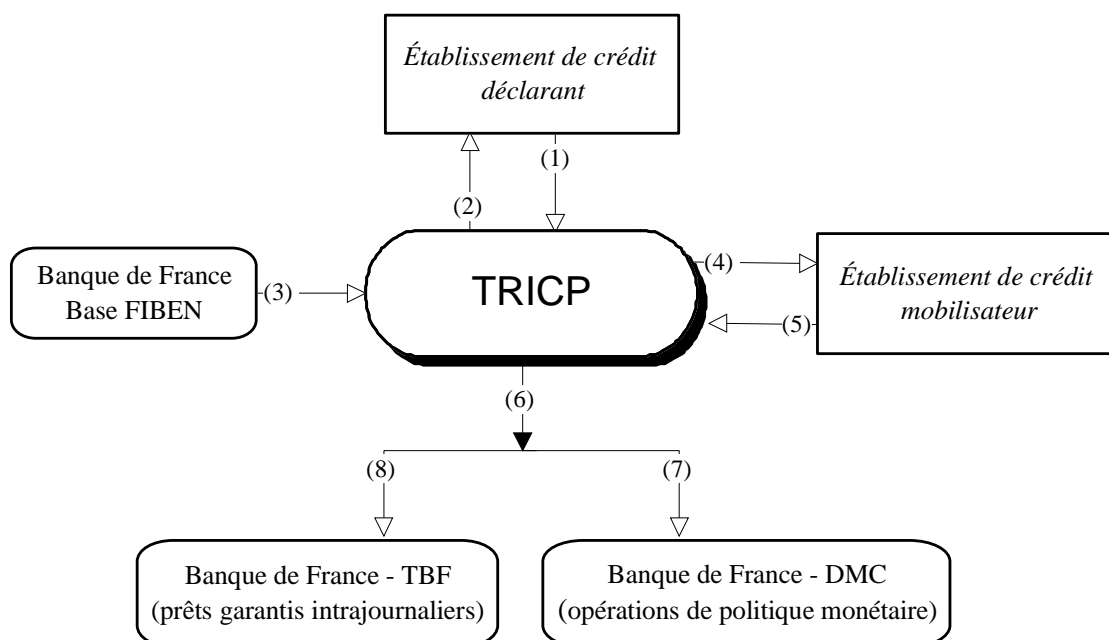 Établissement de crédit
déclarant
(1)
(2)
Banque de France
Base FIBEN
(3)
TRICP
(4)
Établissement de crédit
mobilisateur
(5)
(6)
(8)
(7)
Banque de France - TBF
(prêts garantis intrajournaliers)
Banque de France - DMC
(opérations de politique monétaire)